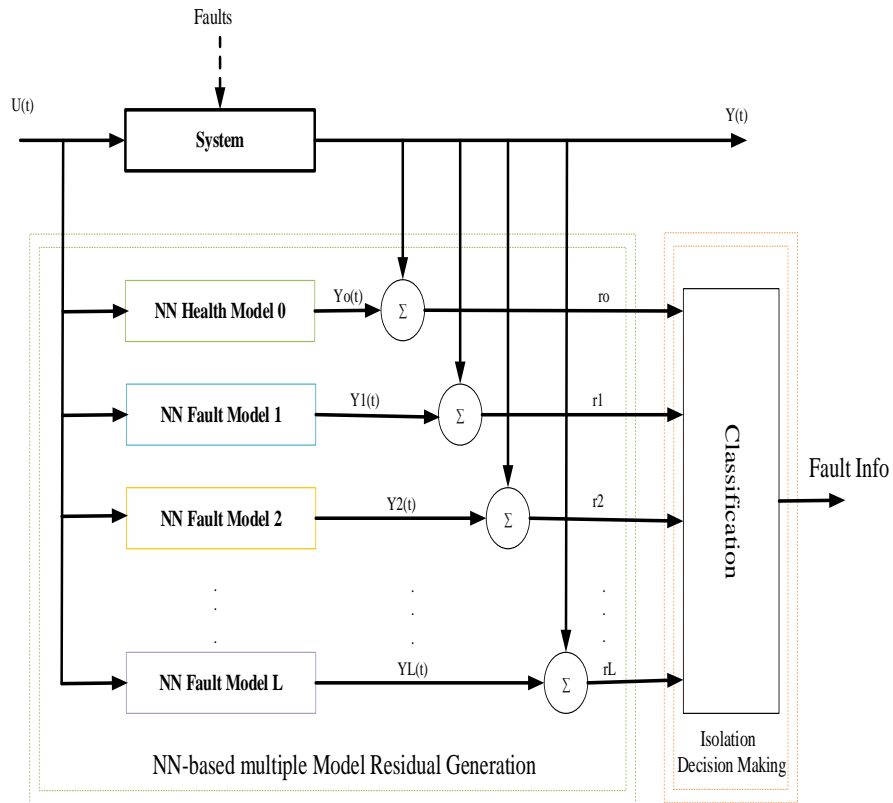 Faults
U(t)
Y(t)
System
NN Health Model 0
Yo(t)
Σ
ro
NN Fault Model 1
Y1(t)
Σ
r1
Classification
Fault Info
NN Fault Model 2
Y2(t)
Σ
r2
NN Fault Model L
YL(t)
Σ
rL
NN-based multiple Model Residual Generation
Isolation
Decision Making